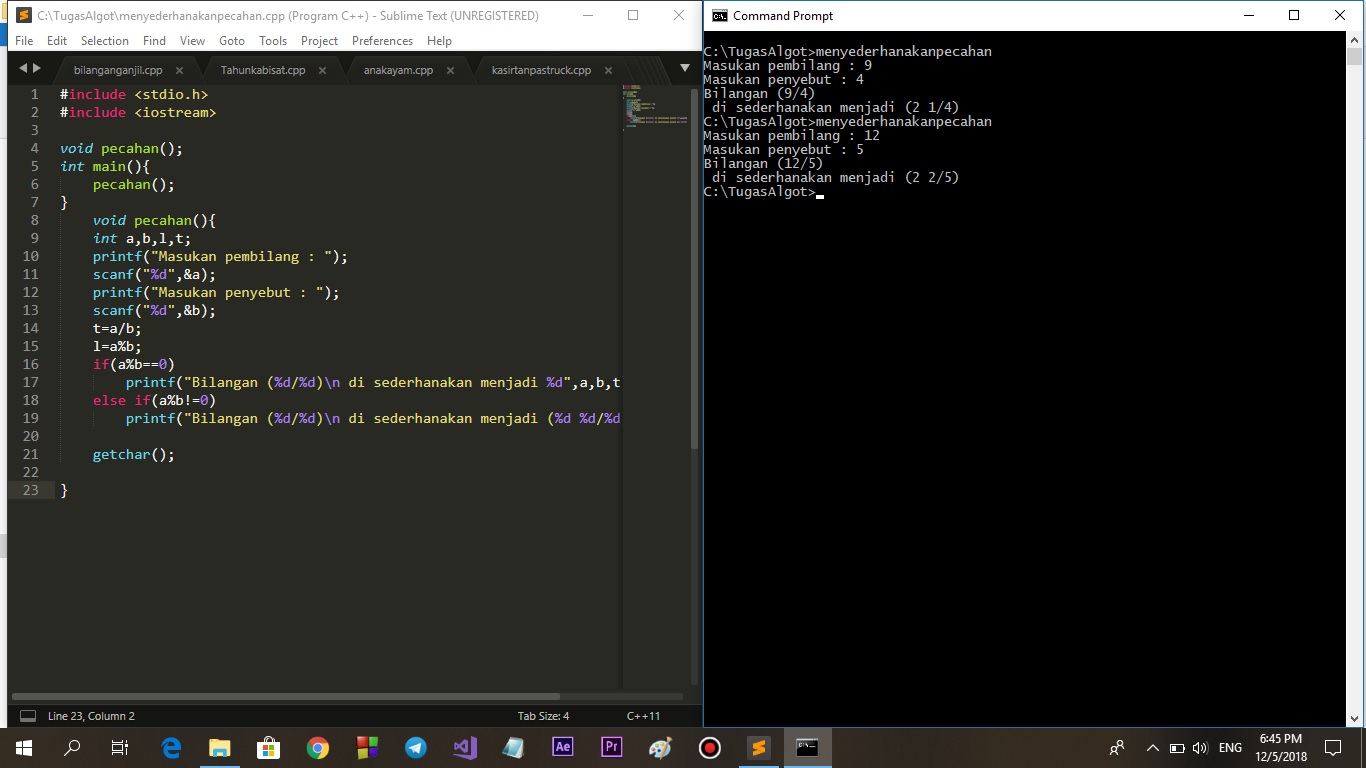 C:\TugasAlgot\menyederhanakanpecahan.cpp (Program C++) - Sublime Text (UNREGISTERED)
File Edit Selection Find View Goto Tools Project Preferences Help
bilanganganjil.cpp Tahunkabisat.cpp anakayam.cpp kasirtanpastruck.cpp
1 #include <stdio.h>
2 #include <iostream>
3
4 void pecahan();
5 int main(){
6 pecahan();
7 }
8 void pecahan(){
9 int a,b,l,t;
10 printf("Masukan pembilang : ");
11 scanf("%d",&a);
12 printf("Masukan penyebut : ");
13 scanf("%d",&b);
14 t=a/b;
15 l=a%b;
16 if(a%b==0)
17 printf("Bilangan (%d/%d)\n di sederhanakan menjadi %d",a,b,t
18 else if(a%b!=0)
19 printf("Bilangan (%d/%d)\n di sederhanakan menjadi (%d %d/%d
20
21 getchar();
22
23 }
Line 23, Column 2 Tab Size: 4 C++11
Command Prompt
C:\TugasAlgot>menyederhanakanpecahan
Masukan pembilang : 9
Masukan penyebut : 4
Bilangan (9/4)
di sederhanakan menjadi (2 1/4)
C:\TugasAlgot>menyederhanakanpecahan
Masukan pembilang : 12
Masukan penyebut : 5
Bilangan (12/5)
di sederhanakan menjadi (2 2/5)
C:\TugasAlgot>
Ae Pr ENG 6:45 PM
12/5/2018